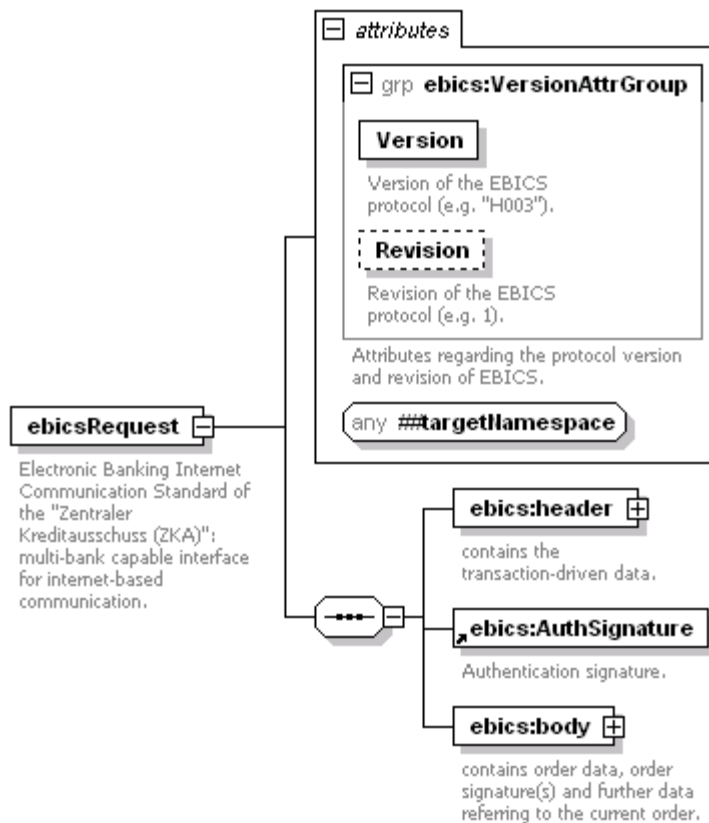 attributes
grp ebics:VersionAttrGroup
Version
Version of the EBICS
protocol (e.g. "H003").
Revision
Revision of the EBICS
protocol (e.g. 1).
Attributes regarding the protocol version
and revision of EBICS.
any ##targetNamespace
ebicsRequest
Electronic Banking Internet
Communication Standard of
the "Zentraler
Kreditausschuss (ZKA)":
multi-bank capable interface
for internet-based
communication.
ebics:header
contains the
transaction-driven data.
ebics:AuthSignature
Authentication signature.
ebics:body
contains order data, order
signature(s) and further data
referring to the current order.